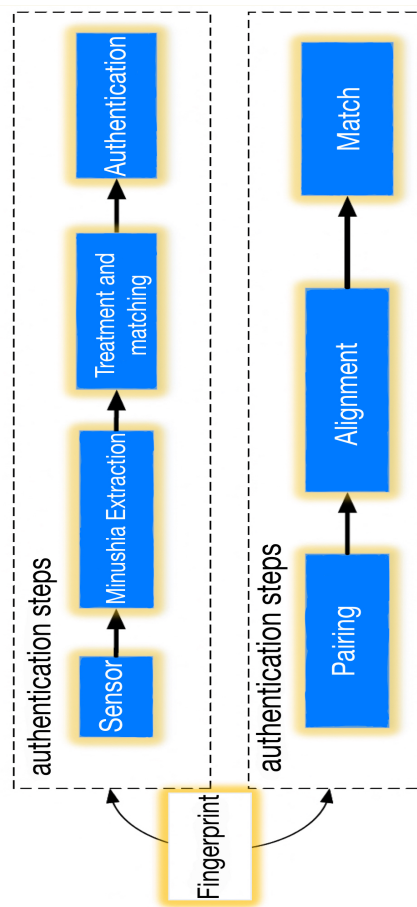 Fingerprint
authentication steps
Sensor
Minushia Extraction
Treatment and
matching
Authentication
authentication steps
Pairing
Alignment
Match